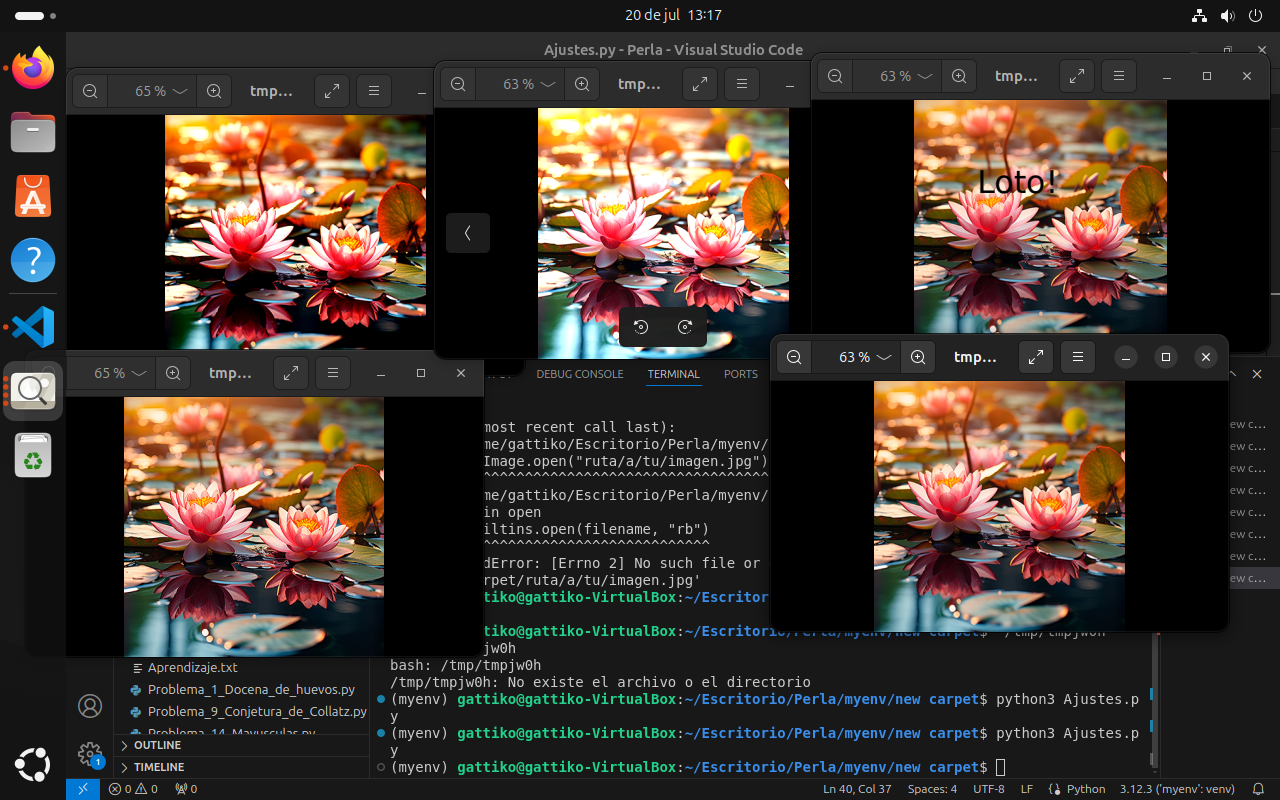 20 de jul 13:17
Ajustes.py - Perla - Visual Studio Code
65 %
tmp...
63 %
tmp...
63 %
tmp...
Loto!
65 %
tmp...
63 %
tmp...
DEBUG CONSOLE
TERMINAL
PORTS
most recent call last):
me/gattiko/Escritorio/Perla/myenv/
Image.open("ruta/a/tu/imagen.jpg")
^^^^^^^^^^^^^^^^^^^^^^^^^^^^^^^^^^
me/gattiko/Escritorio/Perla/myenv/
in open
iltins.open(filename, "rb")
^^^^^^^^^^^^^^^^^^^^^^^^^^^
dError: [Errno 2] No such file or
rpet/ruta/a/tu/imagen.jpg'
gattiko@gattiko-VirtualBox:~/Escritor
ttiko@gattiko-VirtualBox:~/Escritorio/Perla/myenv/new carpet$ /tmp/tmpjw0h
jw0h
bash: /tmp/tmpjw0h
/tmp/tmpjw0h: No existe el archivo o el directorio
(myenv) gattiko@gattiko-VirtualBox:~/Escritorio/Perla/myenv/new carpet$ python3 Ajustes.p
y
(myenv) gattiko@gattiko-VirtualBox:~/Escritorio/Perla/myenv/new carpet$ python3 Ajustes.p
y
(myenv) gattiko@gattiko-VirtualBox:~/Escritorio/Perla/myenv/new carpet$
ew c...
ew c...
ew c...
ew c...
ew c...
ew c...
ew c...
ew c...
Aprendizaje.txt
Problema_1_Docena_de_huevos.py
Problema_9_Conjetura_de_Collatz.py
Problema_14_Mayusculas.py
OUTLINE
TIMELINE
1
0 0
0
Ln 40, Col 37
Spaces: 4
UTF-8
LF
Python
3.12.3 ('myenv': venv)